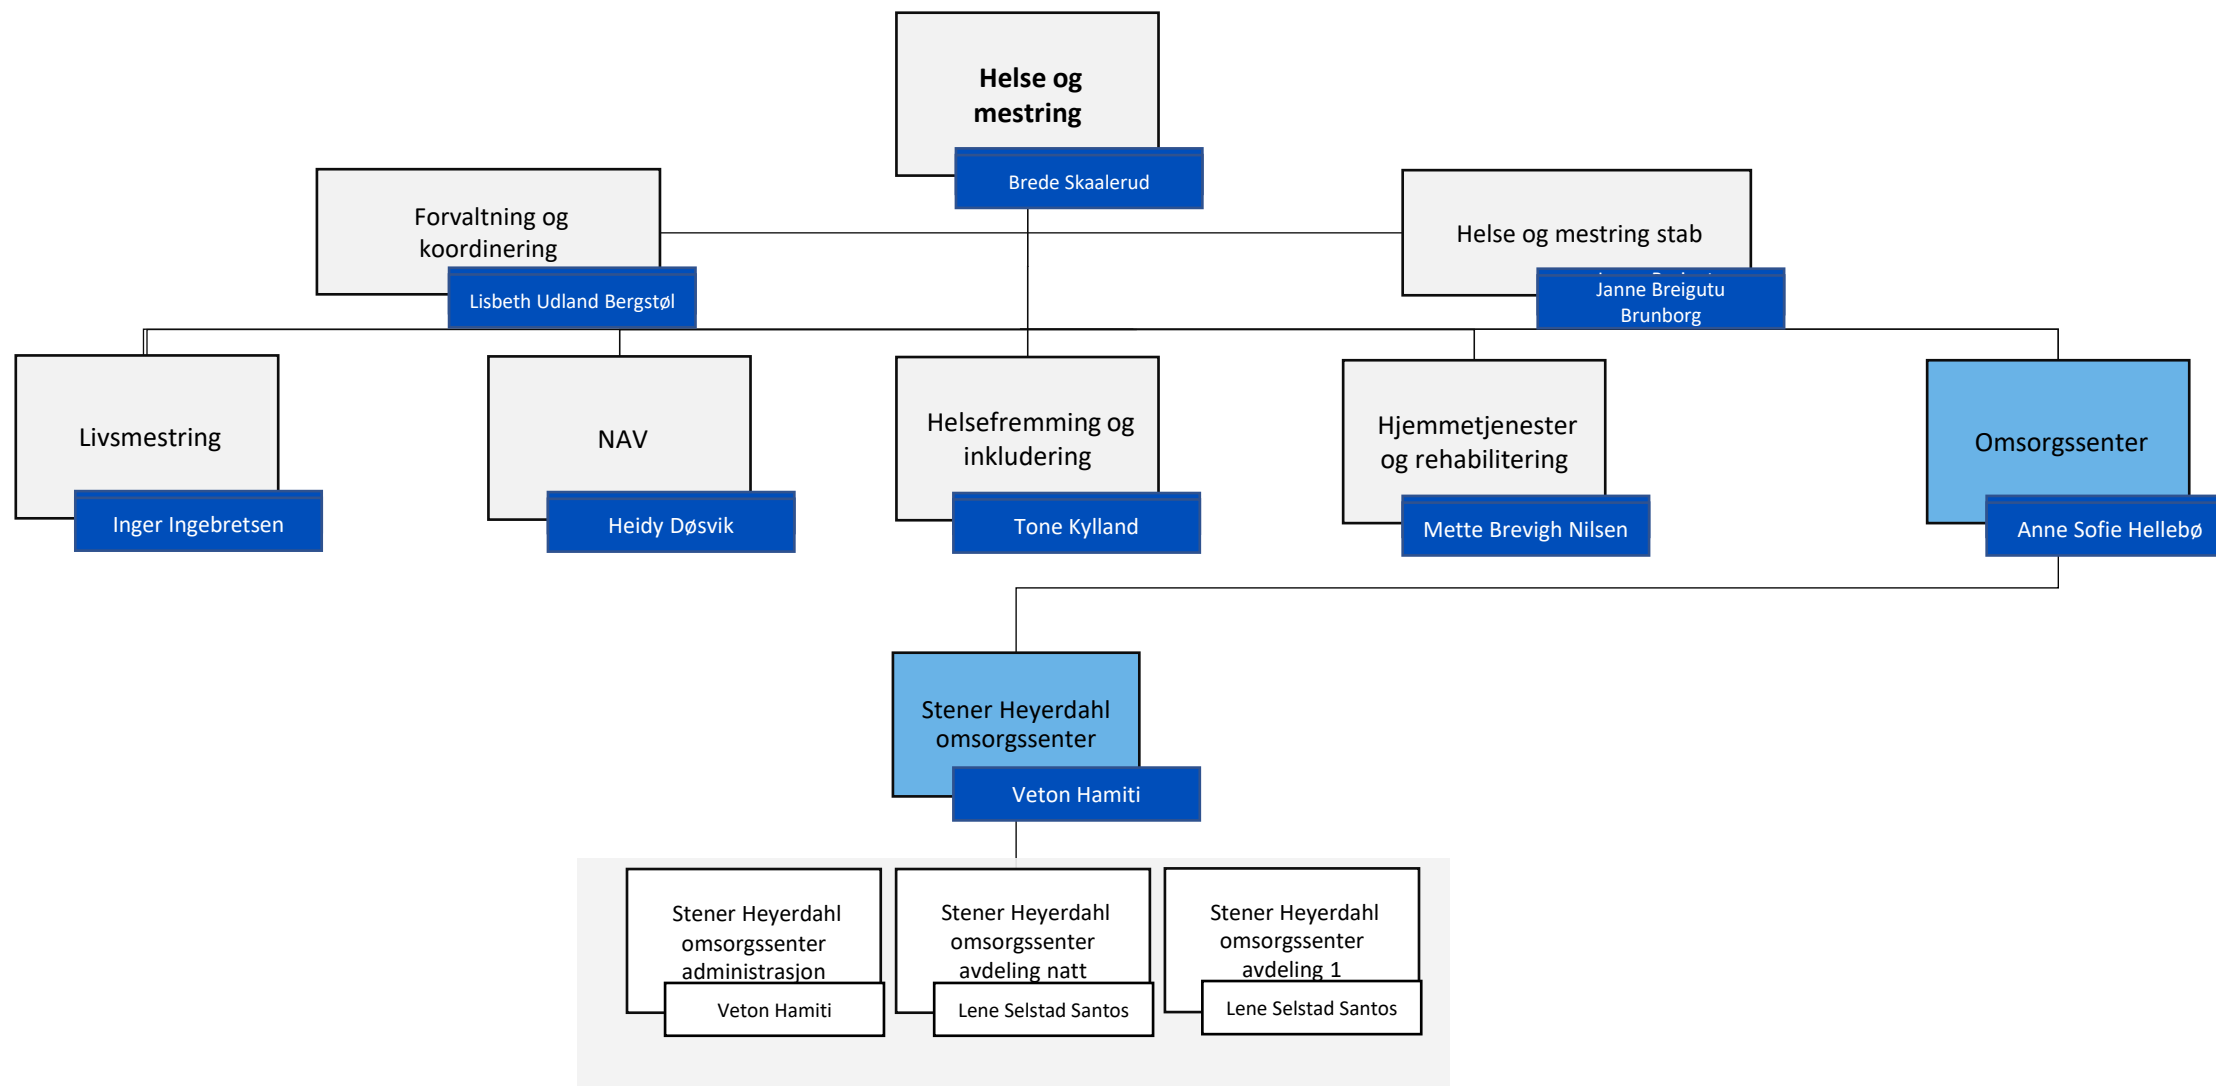 Helse og
mestring
Brede Skaalerud
Forvaltning og
koordinering
Lisbeth Udland Bergstøl
Helse og mestring stab
Janne Breigutu
Brunborg
Livsmestring
Inger Ingebretsen
NAV
Heidy Døsvik
Helsefremming og
inkludering
Tone Kylland
Hjemmetjenester
og rehabilitering
Mette Brevigh Nilsen
Omsorgssenter
Anne Sofie Hellebø
Stener Heyerdahl
omsorgssenter
Veton Hamiti
Stener Heyerdahl
omsorgssenter
administrasjon
Veton Hamiti
Stener Heyerdahl
omsorgssenter
avdeling natt
Lene Selstad Santos
Stener Heyerdahl
omsorgssenter
avdeling 1
Lene Selstad Santos